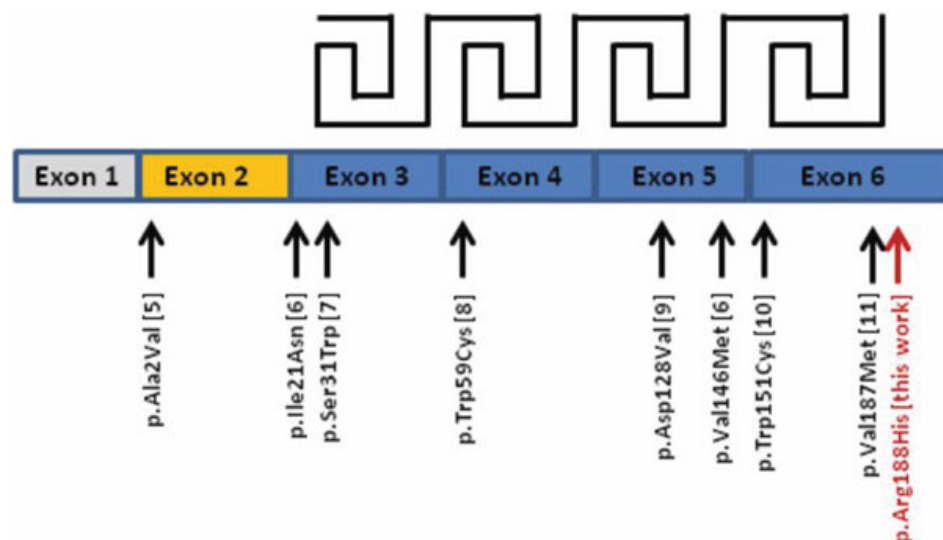 Exon 1 Exon 2 Exon 3 Exon 4 Exon 5 Exon 6
p.Ala2Val [5]
p.Ile21Asn [6]
p.Ser31Trp [7]
p.Trp59Cys [8]
p.Asp128Val [9]
p.Val146Met [6]
p.Trp151Cys [10]
p.Val187Met [11]
p.Arg188His [this work]